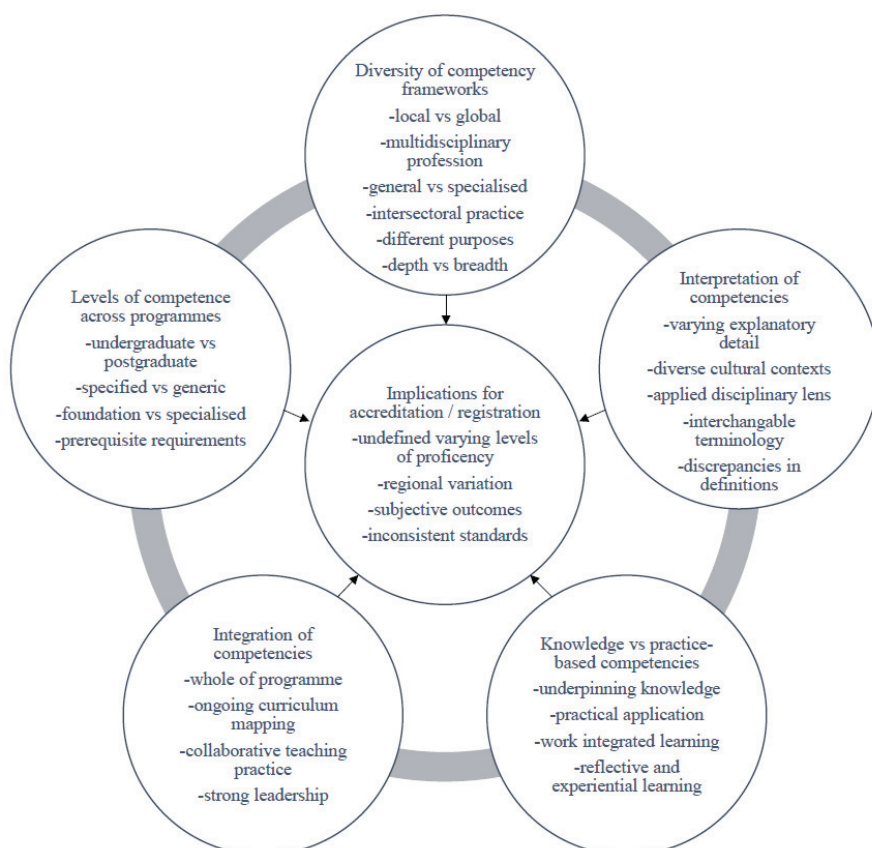 Diversity of competency
frameworks
-local vs global
-multidisciplinary
profession
-general vs specialised
-intersectoral practice
-different purposes
-depth vs breadth
Levels of competence
across programmes
-undergraduate vs
postgraduate
-specified vs generic
-foundation vs specialised
-prerequisite requirements
Interpretation of
competencies
-varying explanatory
detail
-diverse cultural contexts
-applied disciplinary lens
-interchangable
terminology
-discrepancies in
definitions
Implications for
accreditation / registration
-undefined varying levels
of proficency
-regional variation
-subjective outcomes
-inconsistent standards
Integration of
competencies
-whole of programme
-ongoing curriculum
mapping
-collaborative teaching
practice
-strong leadership
Knowledge vs practice-
based competencies
-underpinning knowledge
-practical application
-work integrated learning
-reflective and
experiential learning